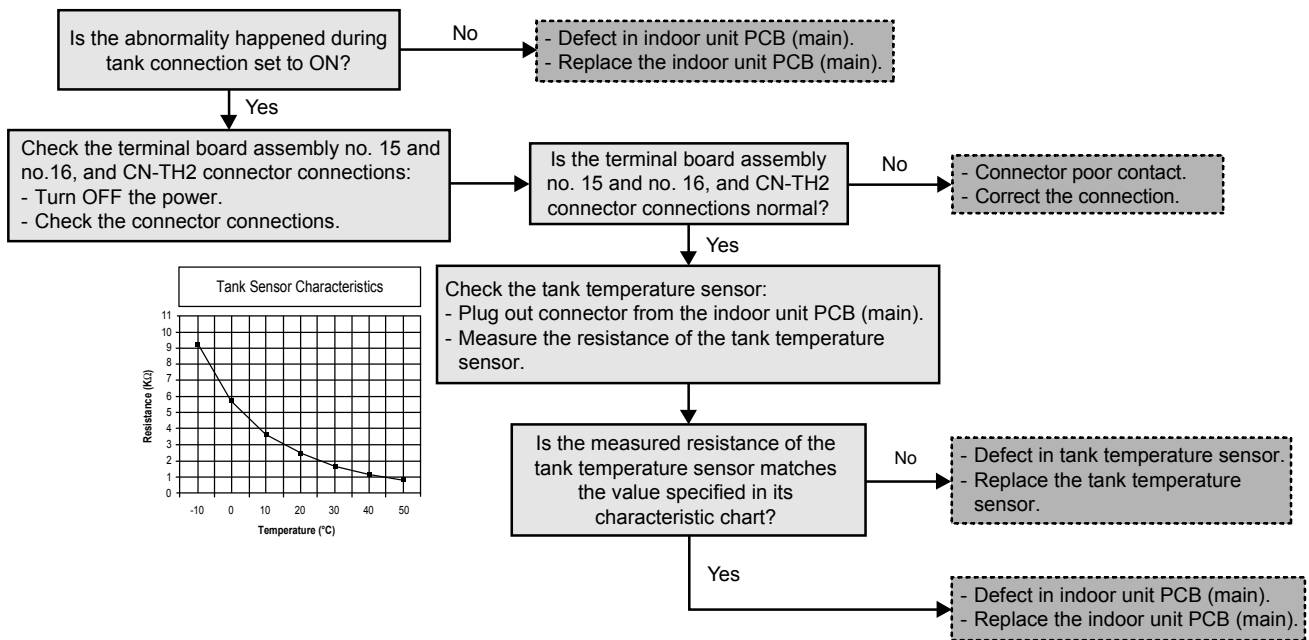 Is the abnormality happened during
tank connection set to ON?
No
- Defect in indoor unit PCB (main).
- Replace the indoor unit PCB (main).
Yes
Check the terminal board assembly no. 15 and
no.16, and CN-TH2 connector connections:
- Turn OFF the power.
- Check the connector connections.
Is the terminal board assembly
no. 15 and no. 16, and CN-TH2
connector connections normal?
No
- Connector poor contact.
- Correct the connection.
Yes
Tank Sensor Characteristics
11
10
9
8
7
6
5
4
3
2
1
0
Resistance (KΩ)
-10 0 10 20 30 40 50
Temperature (°C)
Check the tank temperature sensor:
- Plug out connector from the indoor unit PCB (main).
- Measure the resistance of the tank temperature
sensor.
Is the measured resistance of the
tank temperature sensor matches
the value specified in its
characteristic chart?
No
- Defect in tank temperature sensor.
- Replace the tank temperature
sensor.
Yes
- Defect in indoor unit PCB (main).
- Replace the indoor unit PCB (main).